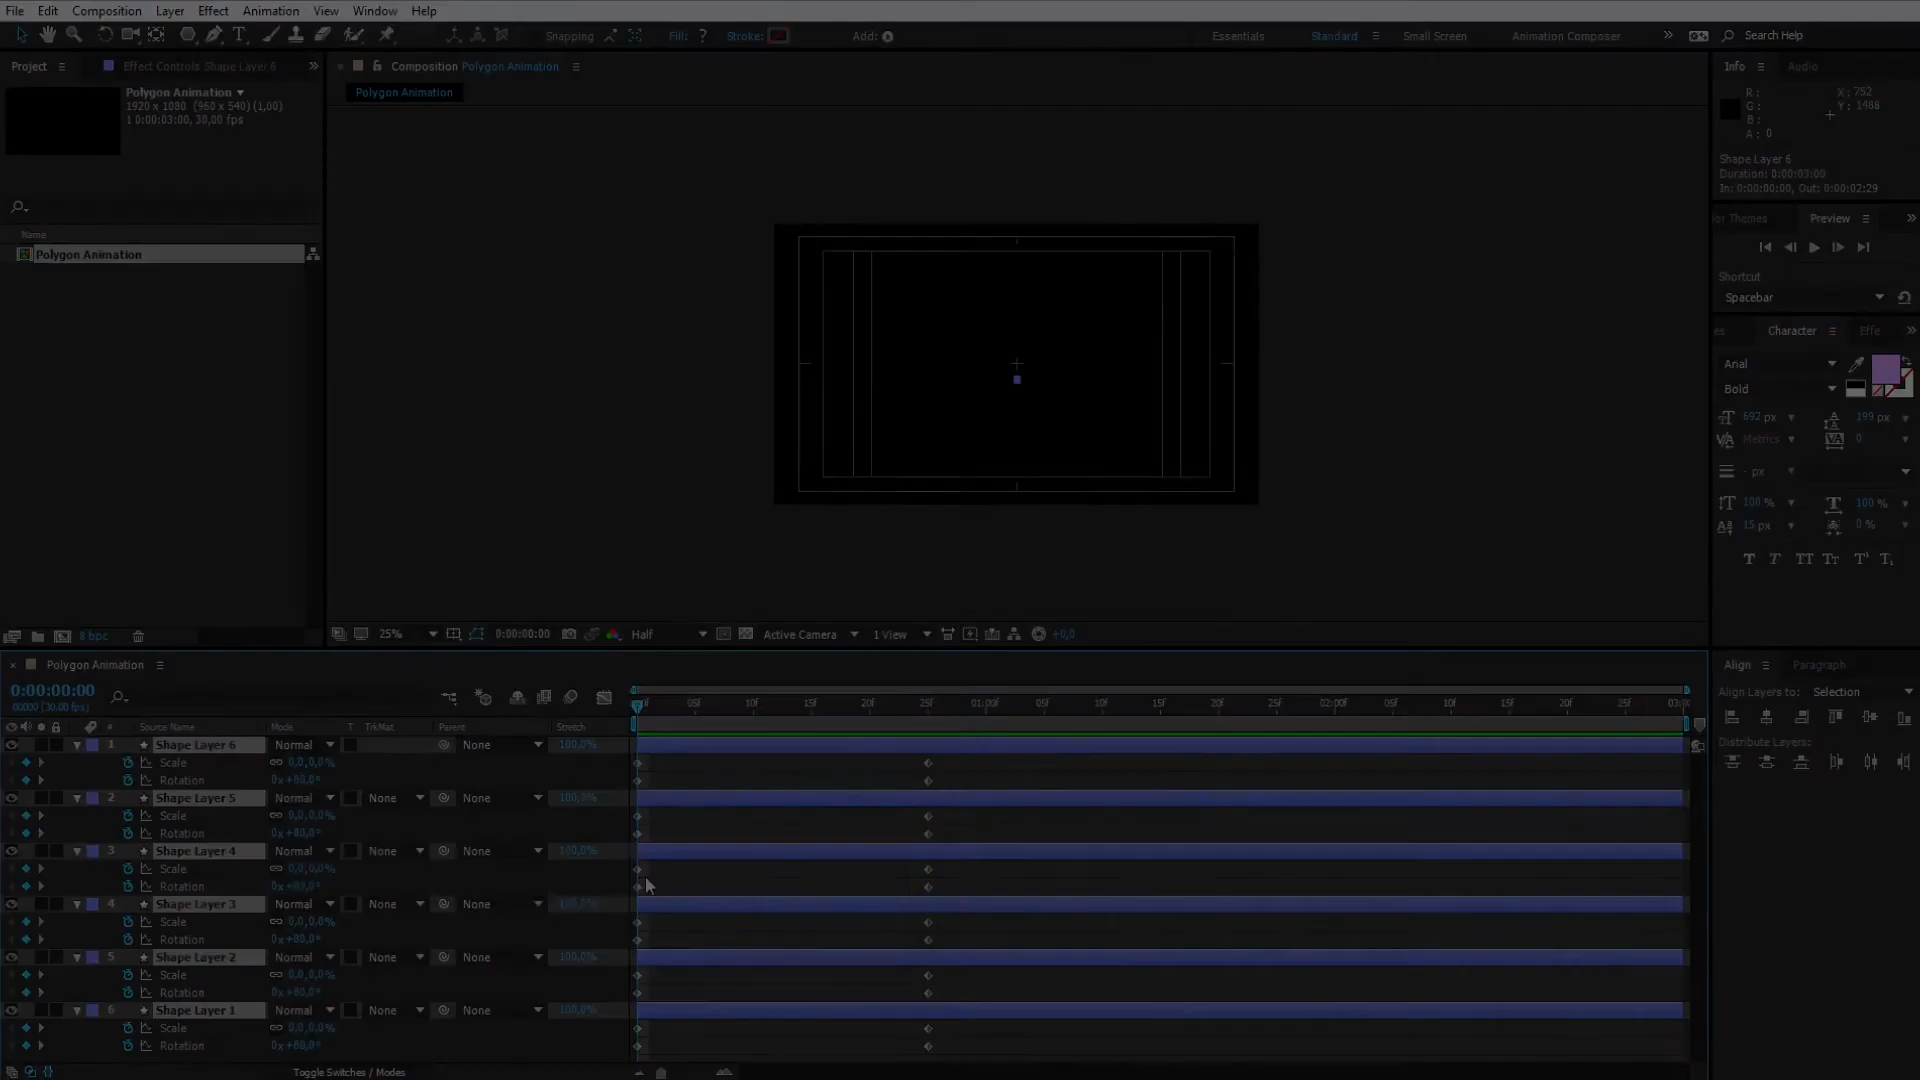 File Edit Composition Layer Effect Animation View Window Help
Snapping Fill: ? Stroke: Add: Essentials Standard Small Screen Animation Composer Search Help
Project Effect Controls Shape Layer 6
Composition Polygon Animation
Info Audio
Polygon Animation
1920 x 1080 (960 x 540) (1,00)
0:00:03:00, 30,00 fps
Polygon Animation
R:
G:
B:
A: 0
X: 752
Y: 1488
Shape Layer 6
Duration: 0:00:03:00
In: 0:00:00:00, Out: 0:00:02:29
or Themes Preview
Name
Polygon Animation
Shortcut
Spacebar
es Character Effe
Arial
Bold
692 px 199 px
Metrics 0
- px
100 % 100 %
15 px 0 %
8 bpc
25% 0:00:00:00 Half Active Camera 1 View +0,0
Polygon Animation
Align Paragraph
0:00:00:00
00000 (30.00 fps)
05F 10F 15F 20F 25F 01:00F 05F 10F 15F 20F 25F 02:00F 05F 10F 15F 20F 25F 03:00
Align Layers to: Selection
# Source Name Mode T TrkMat Parent Stretch
Distribute Layers:
1 Shape Layer 6 Normal None 100,0%
Scale 0,0,0,0%
Rotation 0x+80,0°
2 Shape Layer 5 Normal None None 100,0%
Scale 0,0,0,0%
Rotation 0x+80,0°
3 Shape Layer 4 Normal None None 100,0%
Scale 0,0,0,0%
Rotation 0x+80,0°
4 Shape Layer 3 Normal None None 100,0%
Scale 0,0,0,0%
Rotation 0x+80,0°
5 Shape Layer 2 Normal None None 100,0%
Scale 0,0,0,0%
Rotation 0x+80,0°
6 Shape Layer 1 Normal None None 100,0%
Scale 0,0,0,0%
Rotation 0x+80,0°
Toggle Switches / Modes